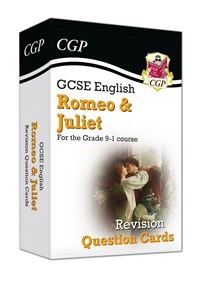 CGP
GCSE English
Romeo &
Juliet
For the Grade 9-1 course
CGP
Revision
Question Cards
CGP
GCSE English
Romeo & Juliet
Revision Question Cards